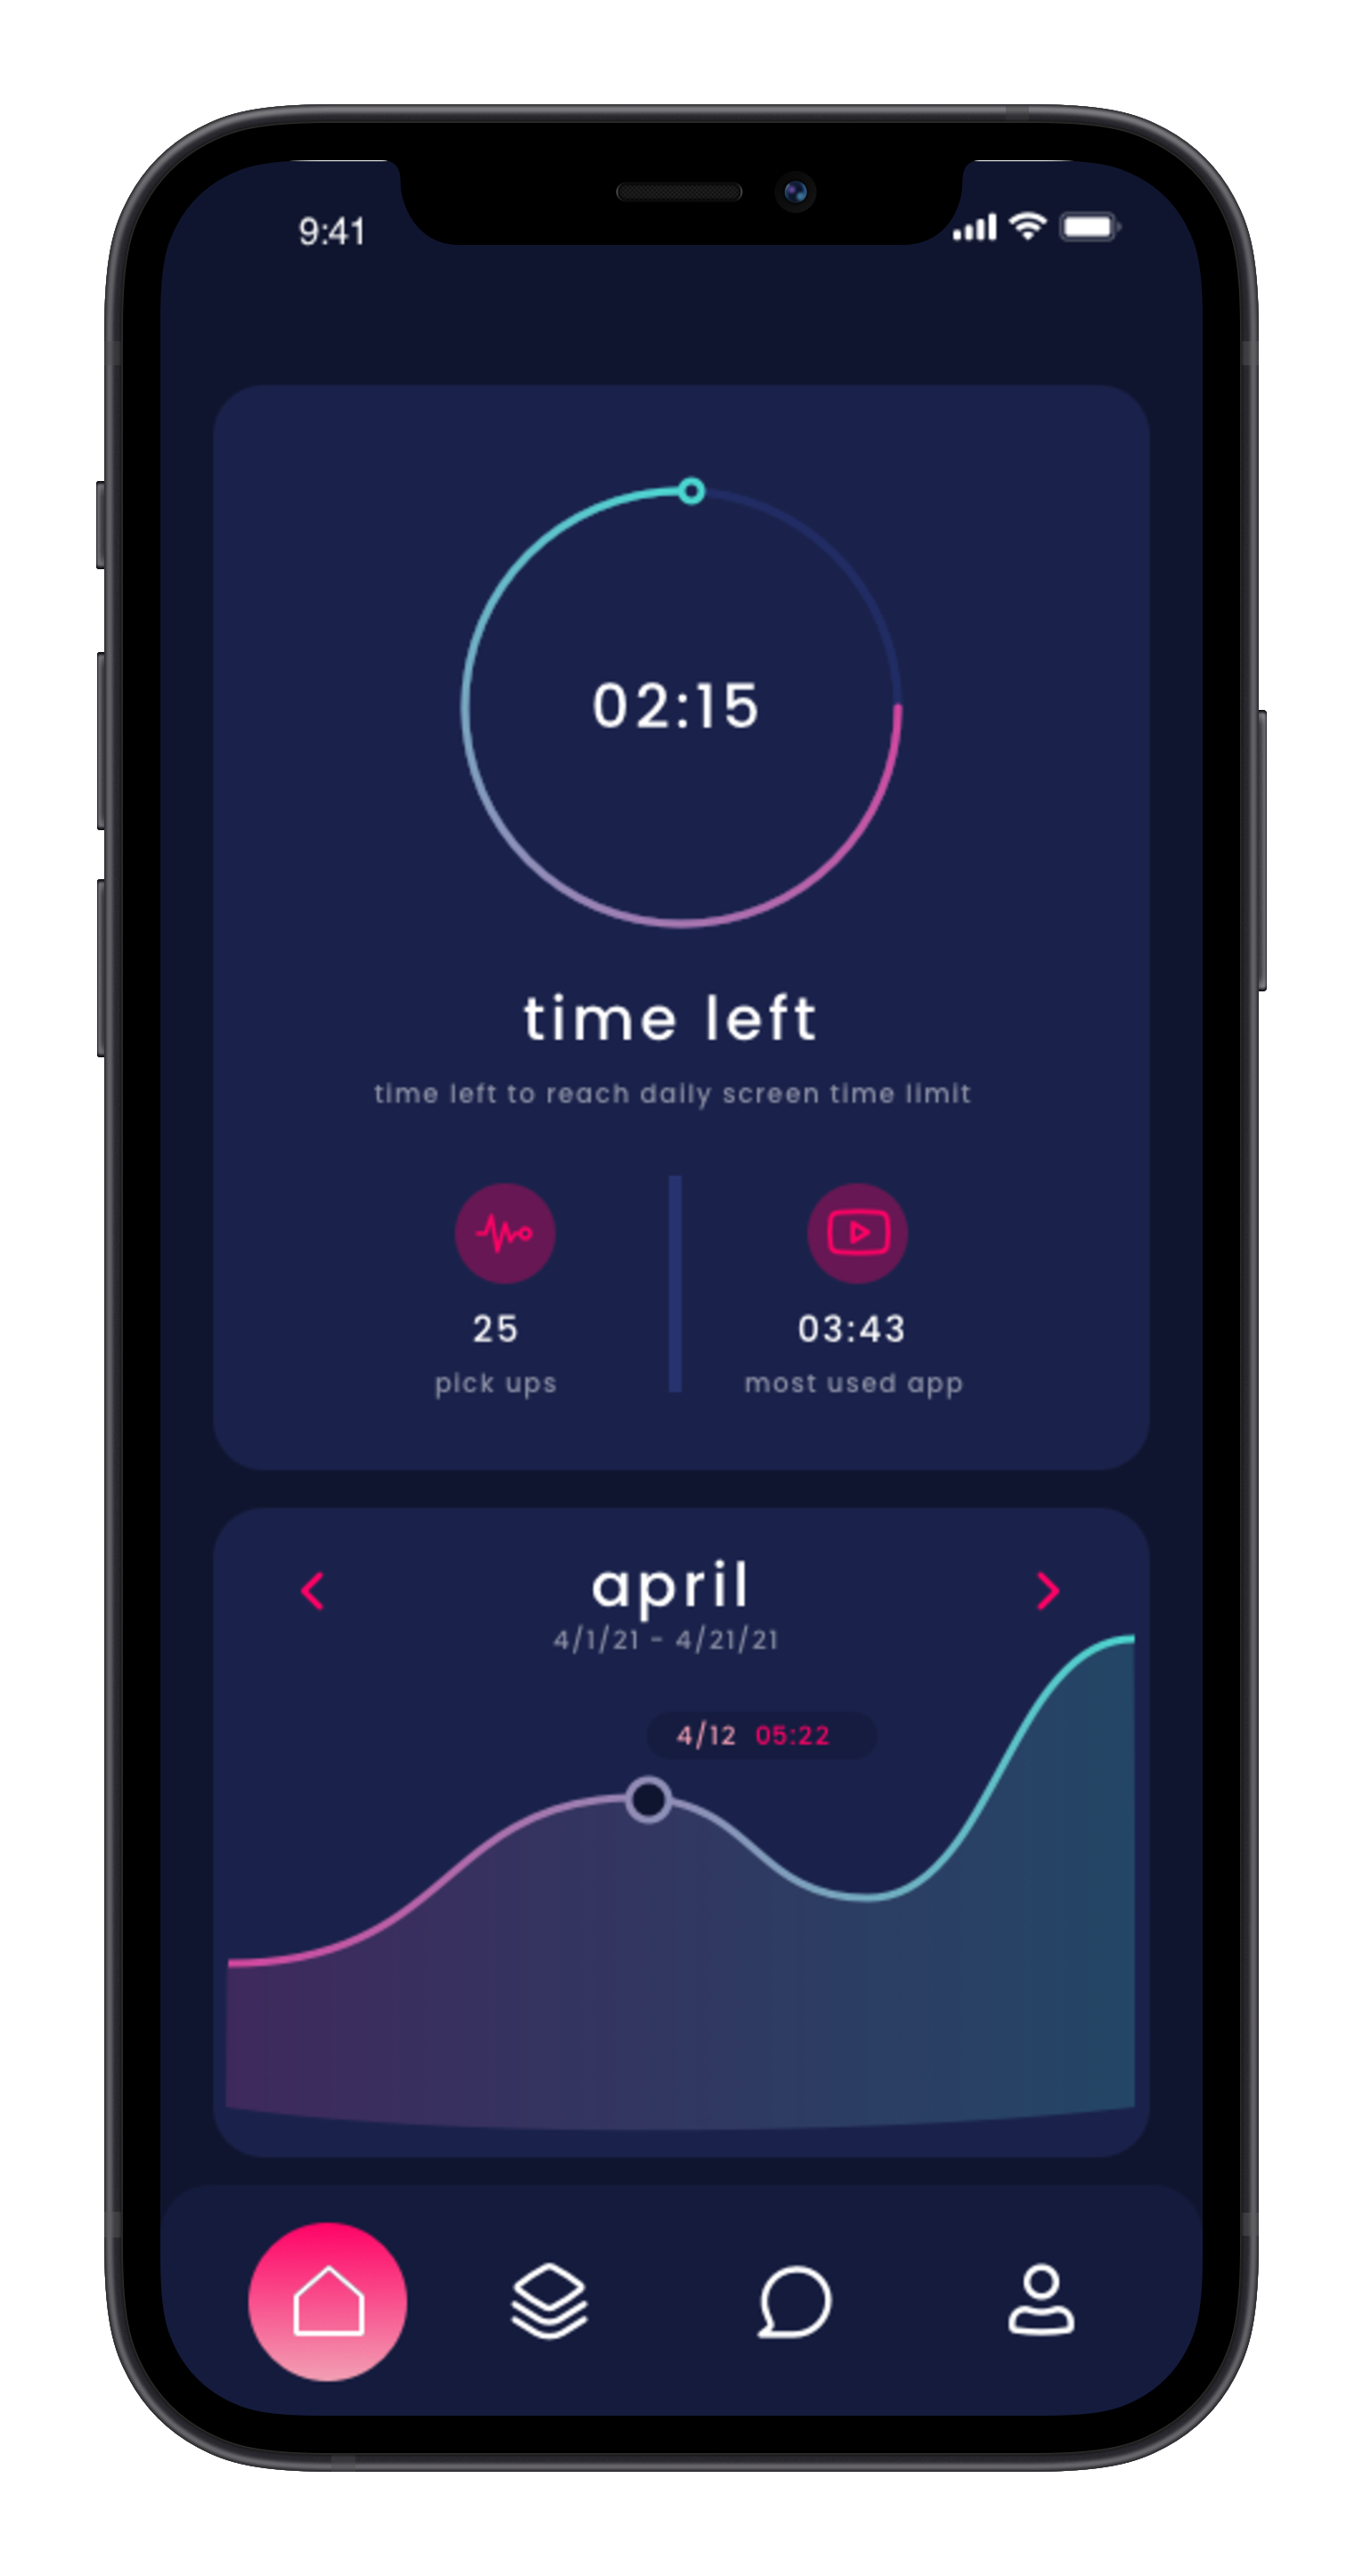 9:41
02:15
time left
time left to reach daily screen time limit
25 03:43
pick ups most used app
april
4/1/21 - 4/21/21
4/12 05:22